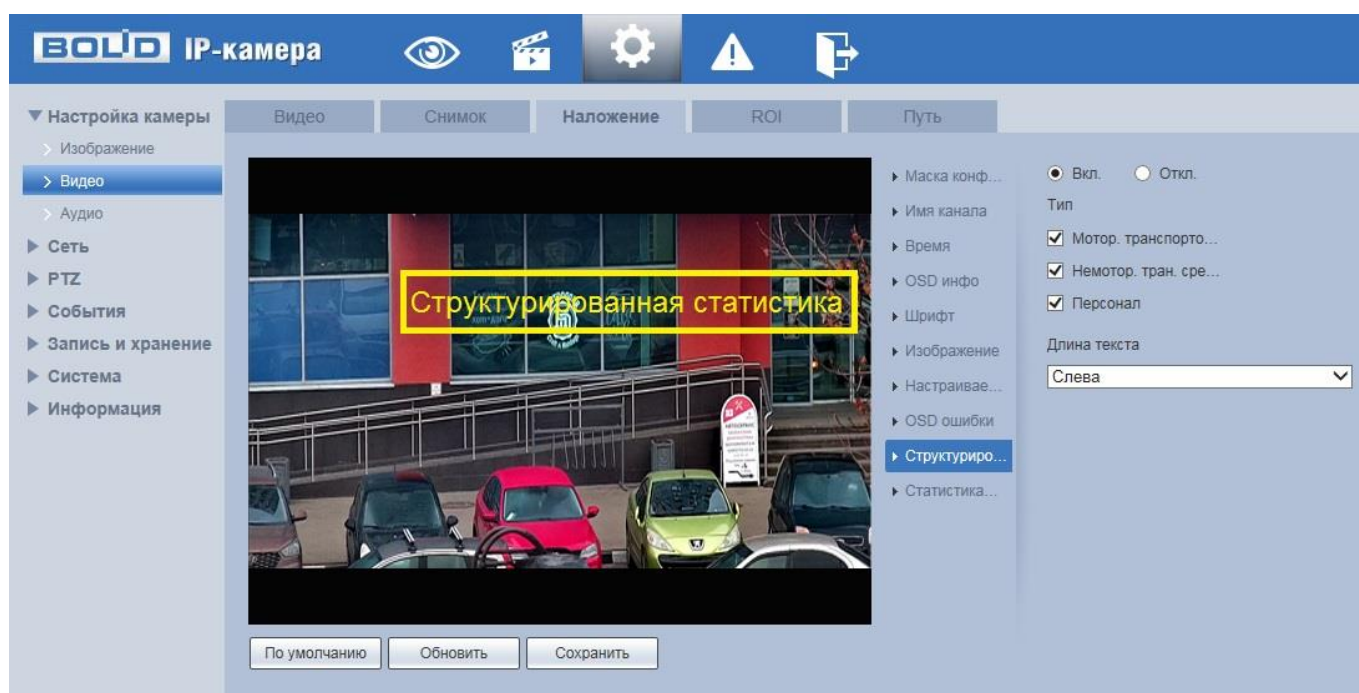 BOLID IP-камера
Настройка камеры
Изображение
Видео
Аудио
Сеть
PTZ
События
Запись и хранение
Система
Информация
Видео
Снимок
Наложение
ROI
Путь
Структурированная статистика
АВТОСЕРВИС
Маска конф...
Имя канала
Время
OSD инфо
Шрифт
Изображение
Настраивае...
OSD ошибки
Структуриро...
Статистика...
Вкл.
Откл.
Тип
Мотор. транспорто...
Немотор. тран. сре...
Персонал
Длина текста
Слева
По умолчанию
Обновить
Сохранить